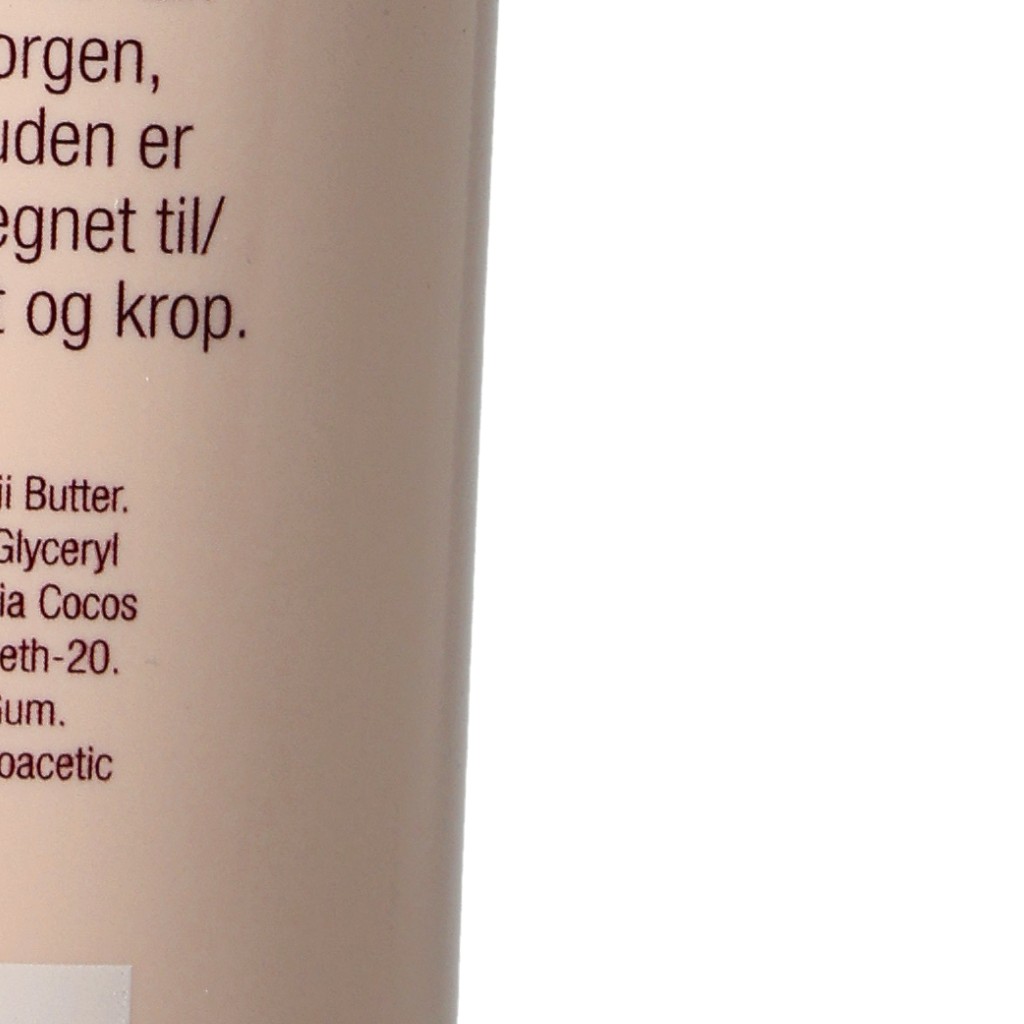 orgen,
uden er
egnet til/
t og krop.
ii Butter.
Glyceryl
ia Cocos
eth-20.
Gum.
oacetic